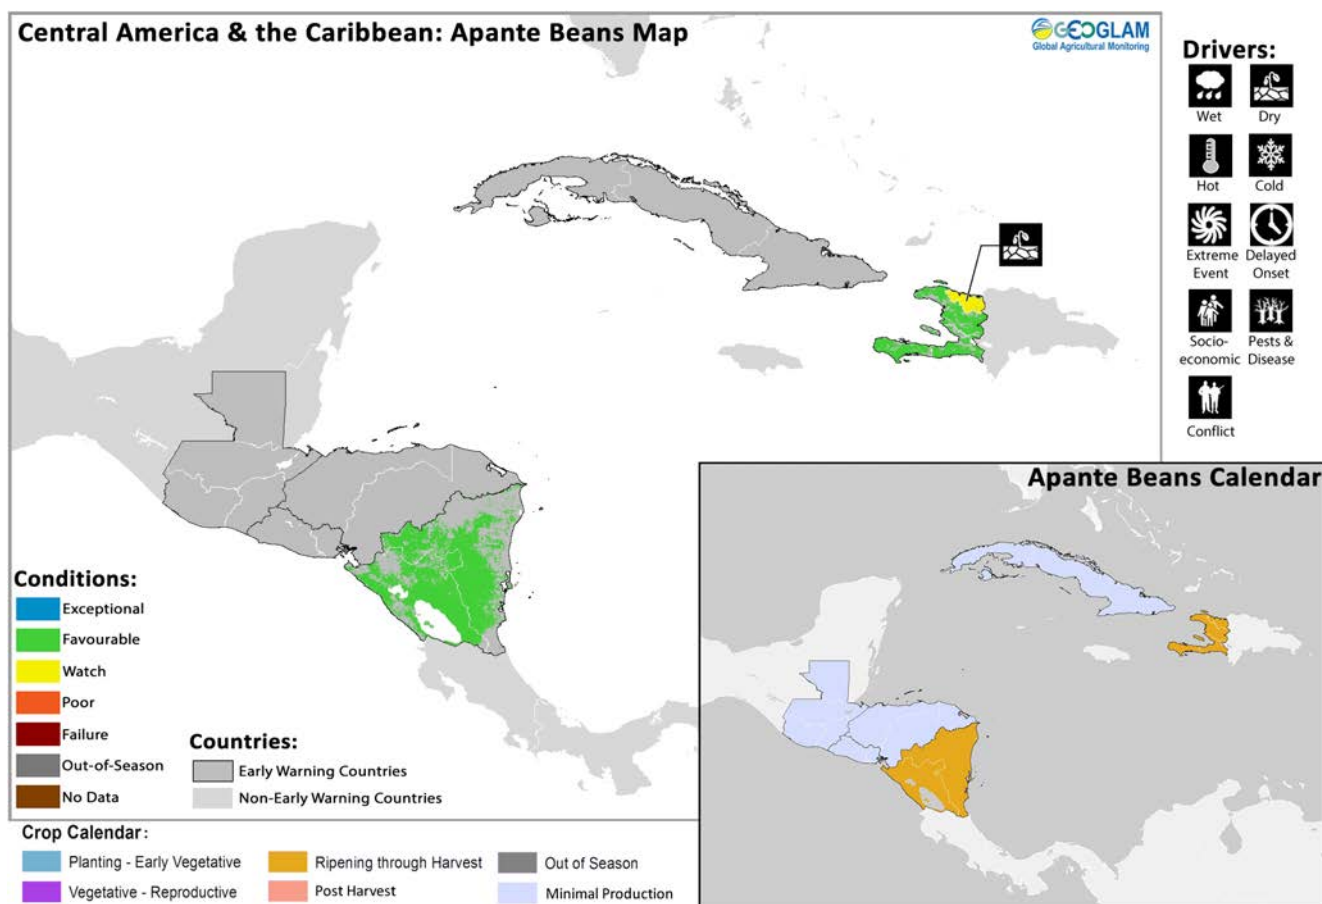 Central America & the Caribbean: Apante Beans Map
GEOGLAM
Global Agricultural Monitoring
Drivers:
Wet
Dry
Hot
Cold
Extreme
Event
Delayed
Onset
Socio-
economic
Pests &
Disease
Conflict
Apante Beans Calendar
Conditions:
Exceptional
Favourable
Watch
Poor
Failure
Out-of-Season
No Data
Countries:
Early Warning Countries
Non-Early Warning Countries
Crop Calendar:
Planting - Early Vegetative
Ripening through Harvest
Out of Season
Vegetative - Reproductive
Post Harvest
Minimal Production